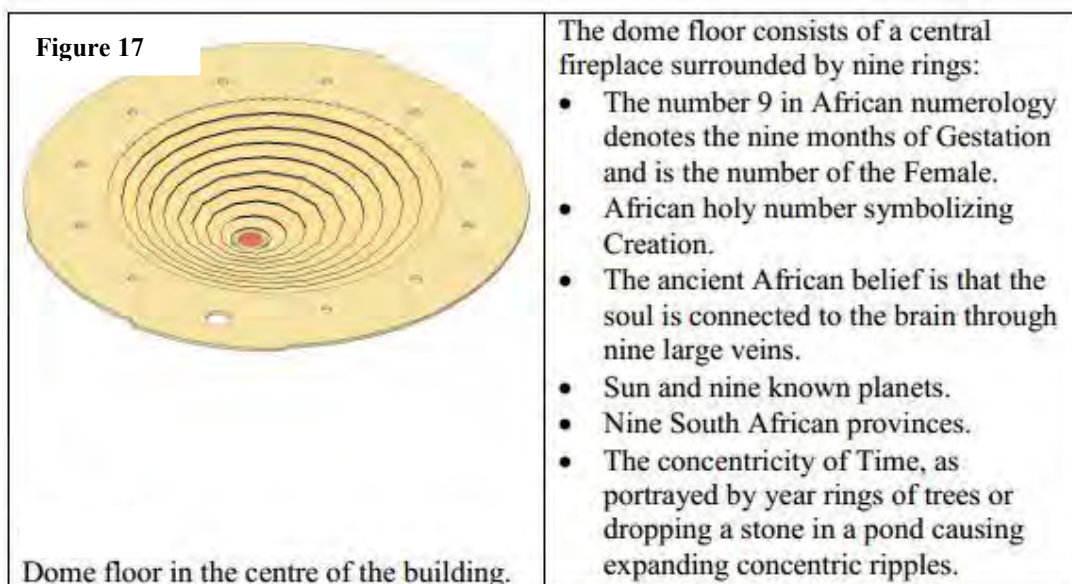 Figure 17
Dome floor in the centre of the building.
The dome floor consists of a central
fireplace surrounded by nine rings:
• The number 9 in African numerology
denotes the nine months of Gestation
and is the number of the Female.
• African holy number symbolizing
Creation.
• The ancient African belief is that the
soul is connected to the brain through
nine large veins.
• Sun and nine known planets.
• Nine South African provinces.
• The concentricity of Time, as
portrayed by year rings of trees or
dropping a stone in a pond causing
expanding concentric ripples.